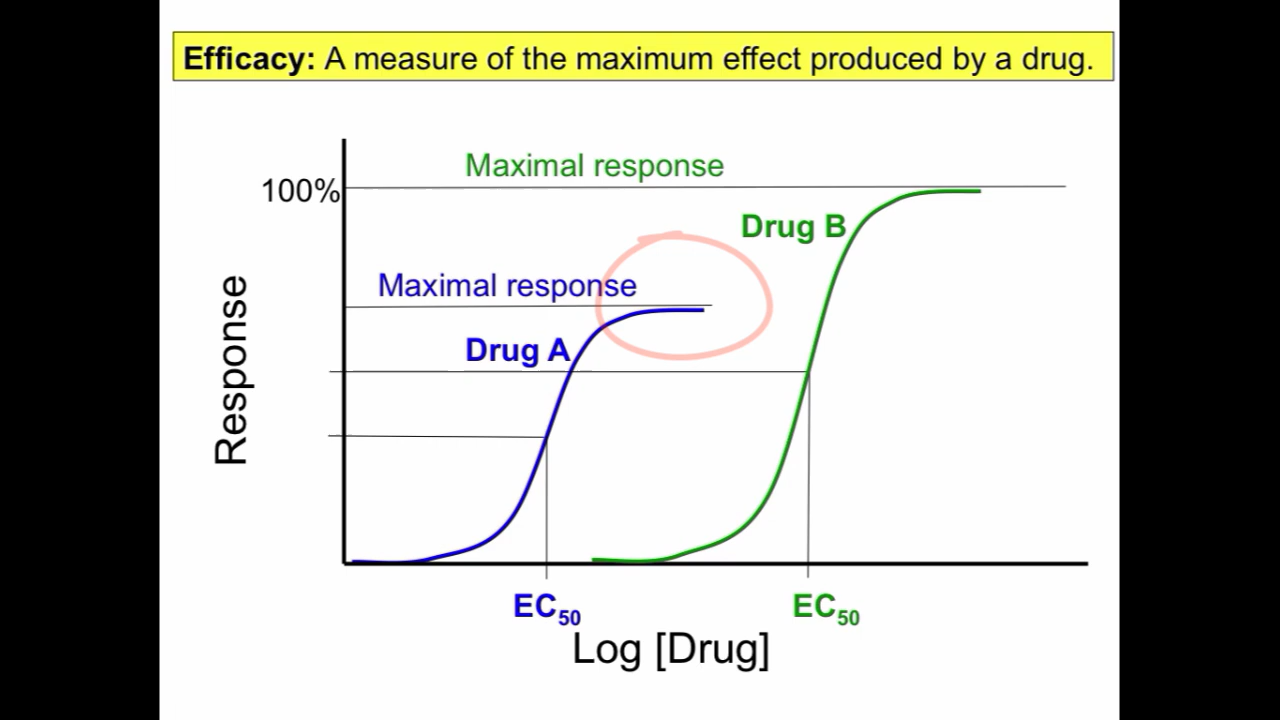 Efficacy: A measure of the maximum effect produced by a drug.
Maximal response
100%
Drug B
Maximal response
Drug A
Response
EC50
EC50
Log [Drug]